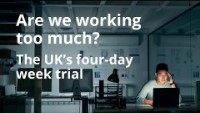 Are we working
too much?
The UK's four-day
week trial